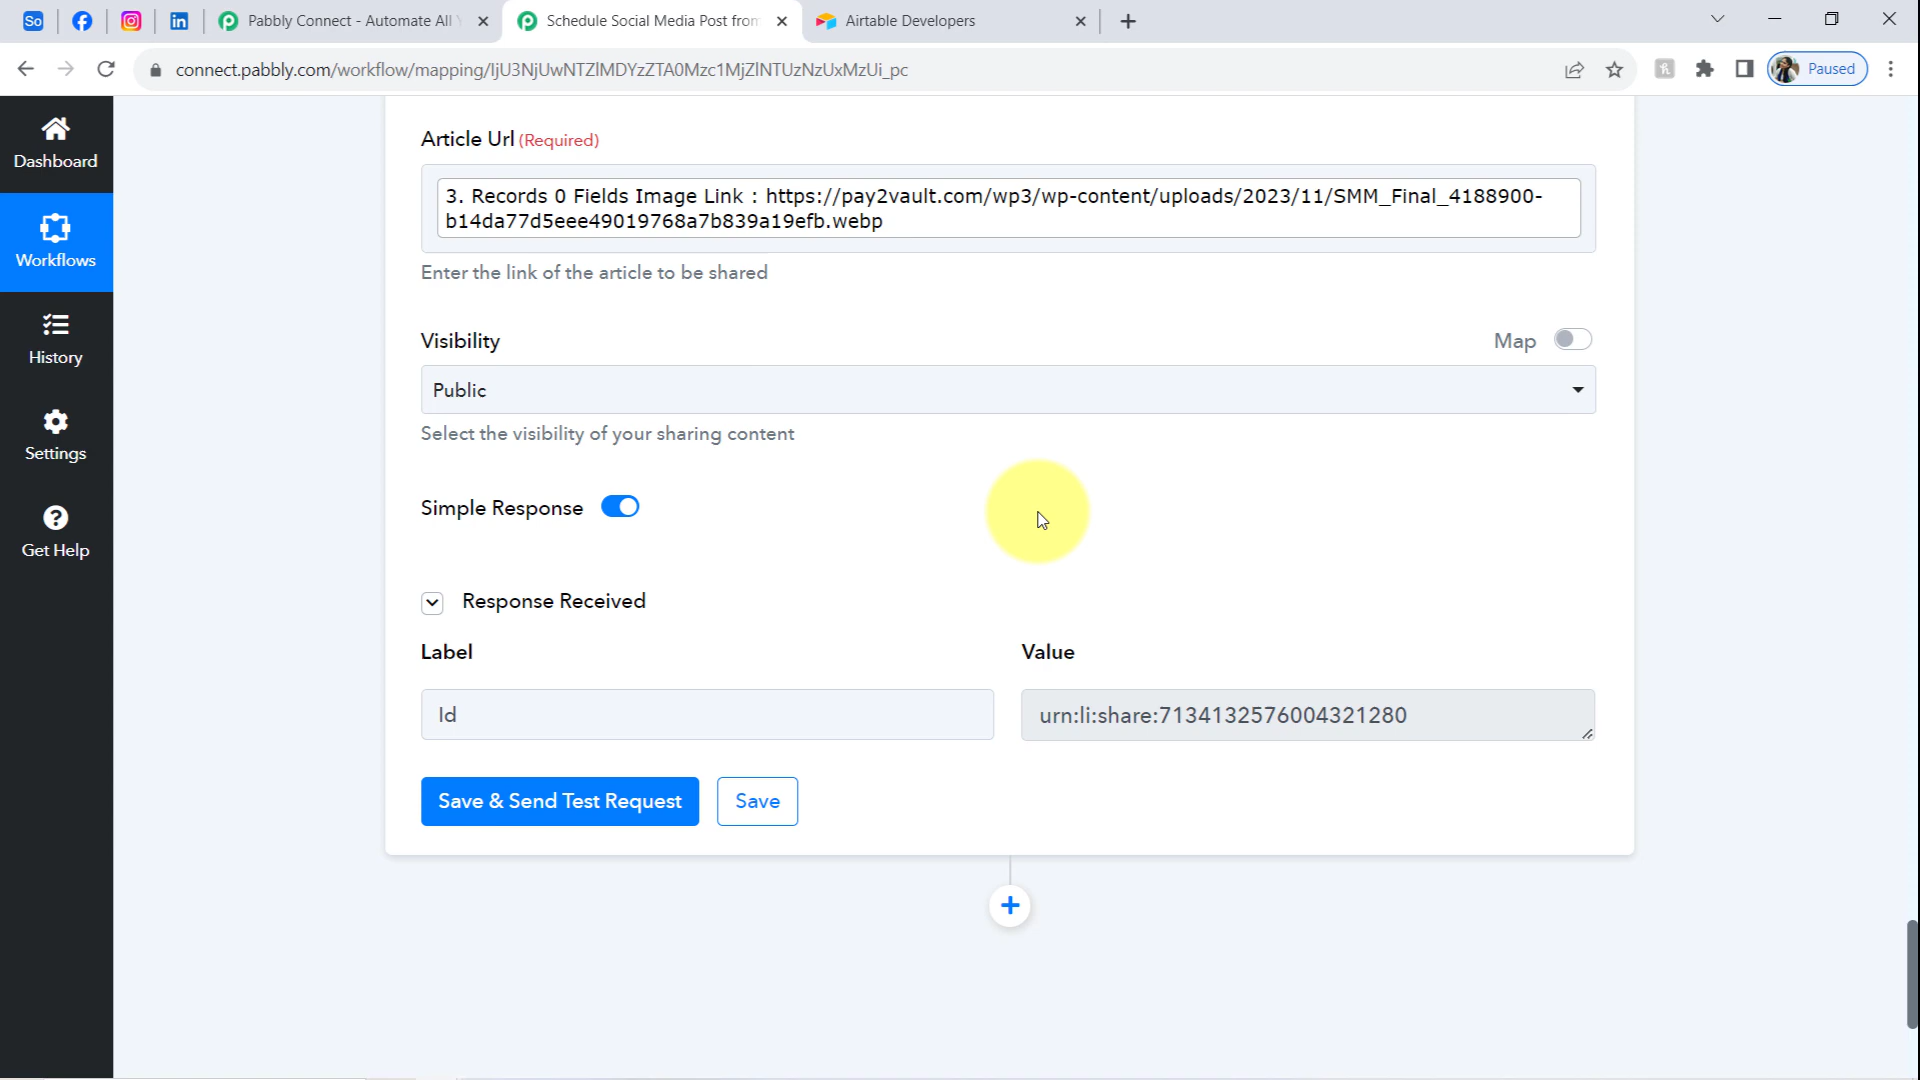 So
Pabbly Connect - Automate All
Schedule Social Media Post from
Airtable Developers
connect.pabbly.com/workflow/mapping/IjU3NjUwNTZlMDYzZTA0Mzc1MjZlNTUzNzUxMzUi_pc
Paused
Dashboard
Workflows
History
Settings
Get Help
Article Url (Required)
3. Records 0 Fields Image Link : https://pay2vault.com/wp3/wp-content/uploads/2023/11/SMM_Final_4188900-
b14da77d5eee49019768a7b839a19efb.webp
Enter the link of the article to be shared
Visibility
Map
Public
Select the visibility of your sharing content
Simple Response
Response Received
Label
Value
Id
urn:li:share:7134132576004321280
Save & Send Test Request
Save